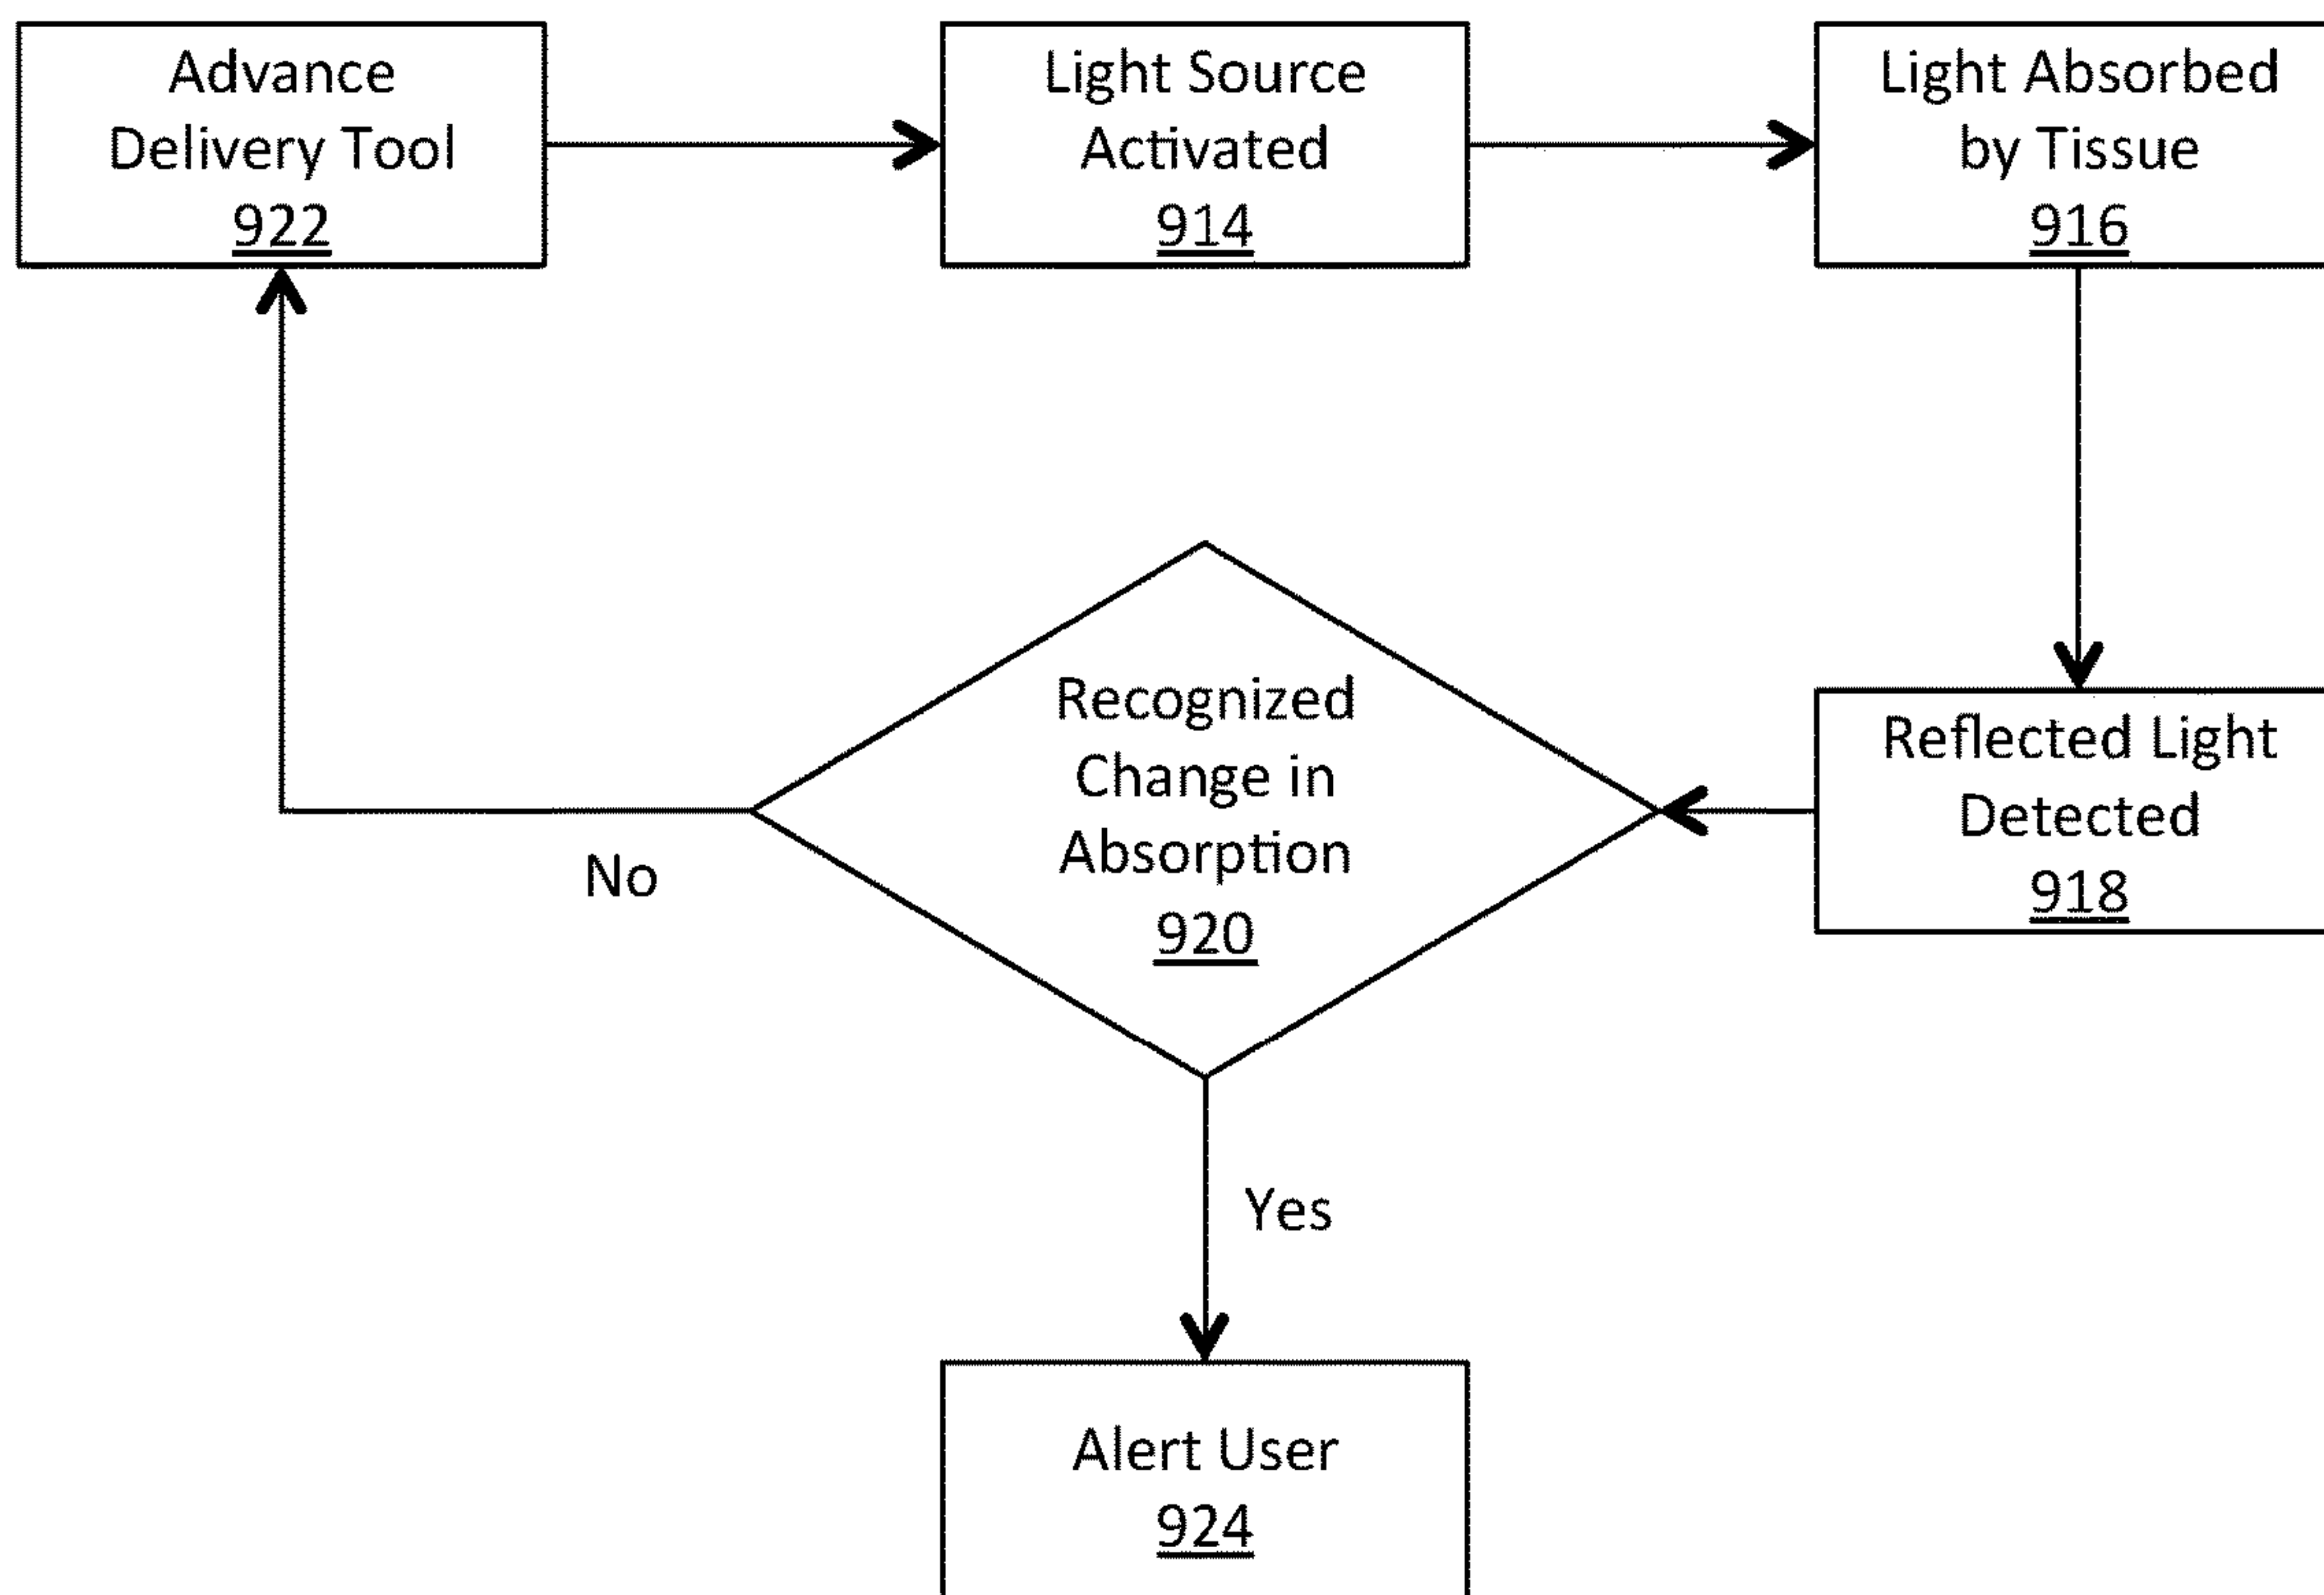 Advance
Delivery Tool
922
Light Source
Activated
914
Light Absorbed
by Tissue
916
Recognized
Change in
Absorption
920
Reflected Light
Detected
918
No
Yes
Alert User
924